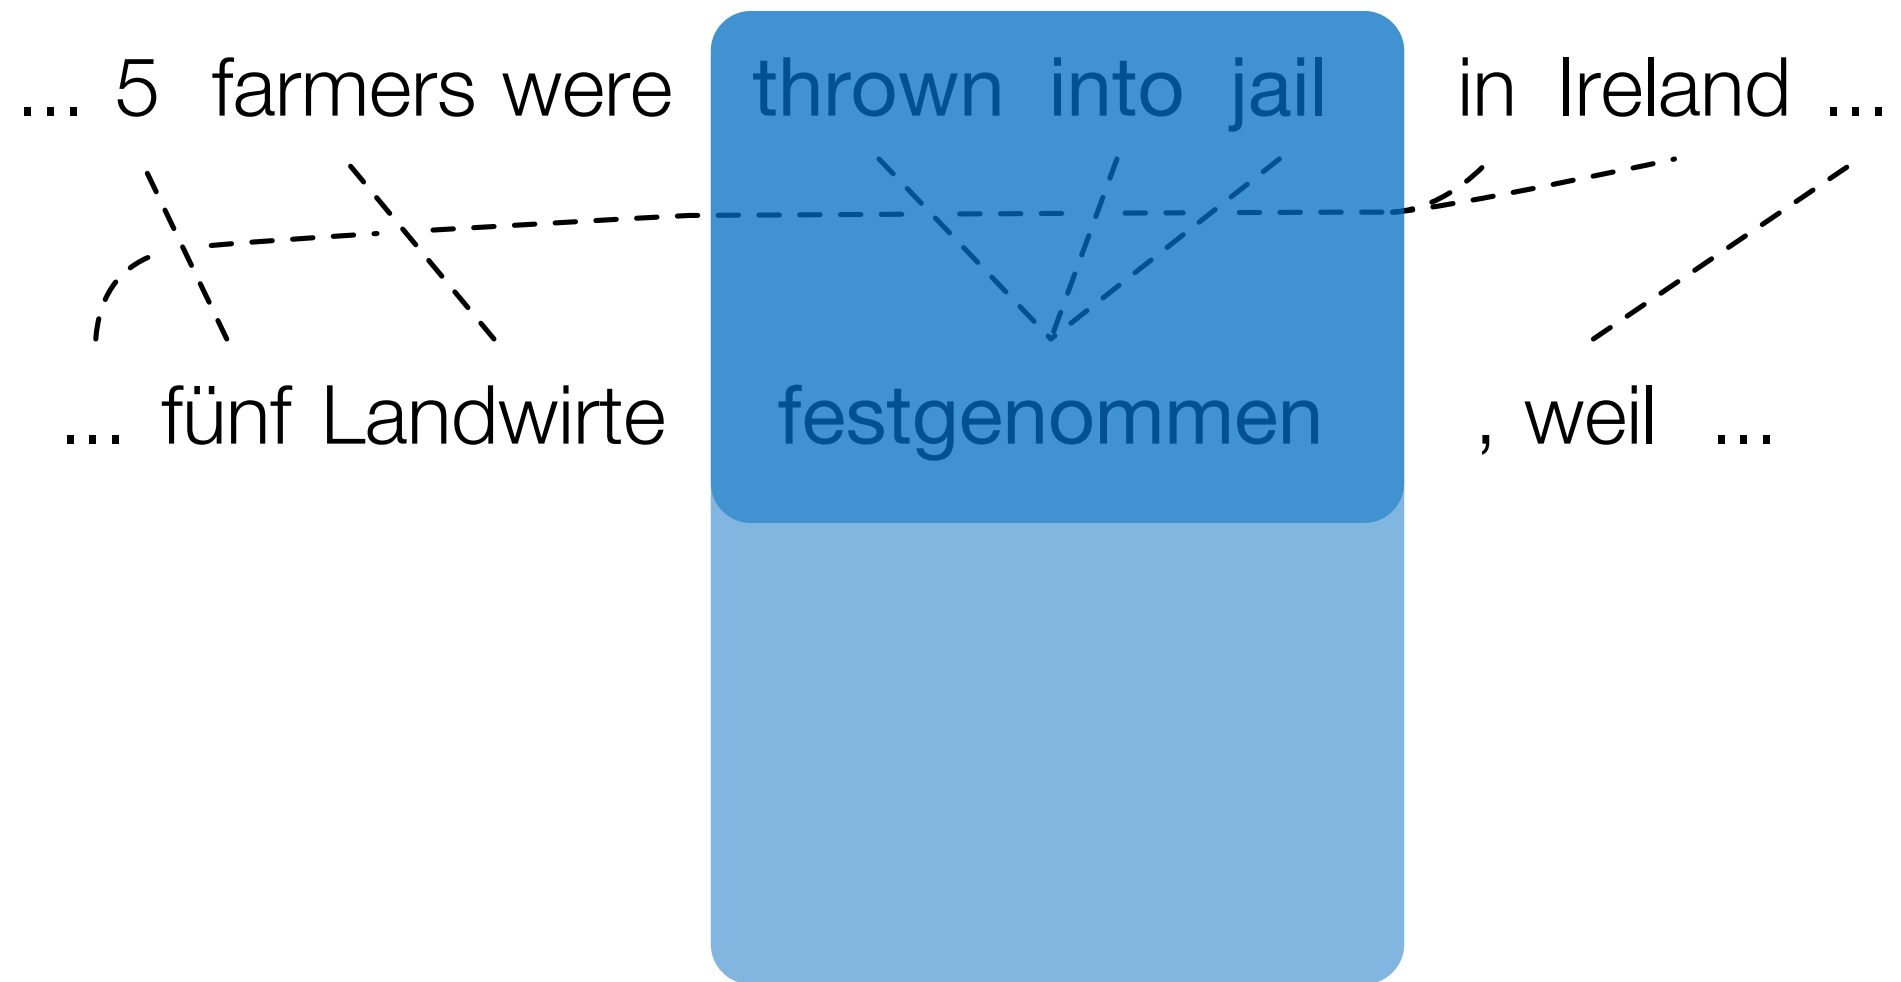 ... 5 farmers were thrown into jail in Ireland ...
... fünf Landwirte festgenommen , weil ...